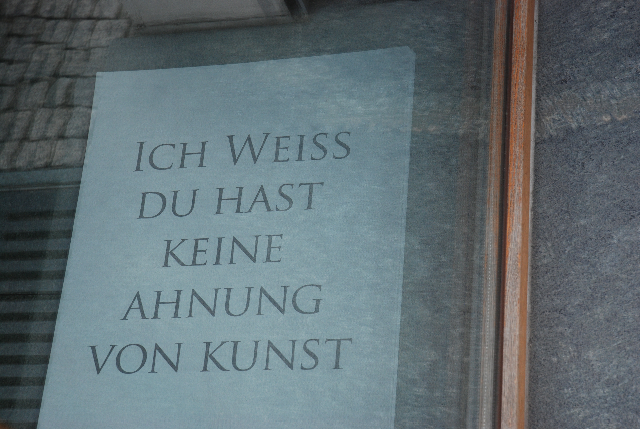 ICH WEISS
DU HAST
KEINE
AHNUNG
VON KUNST